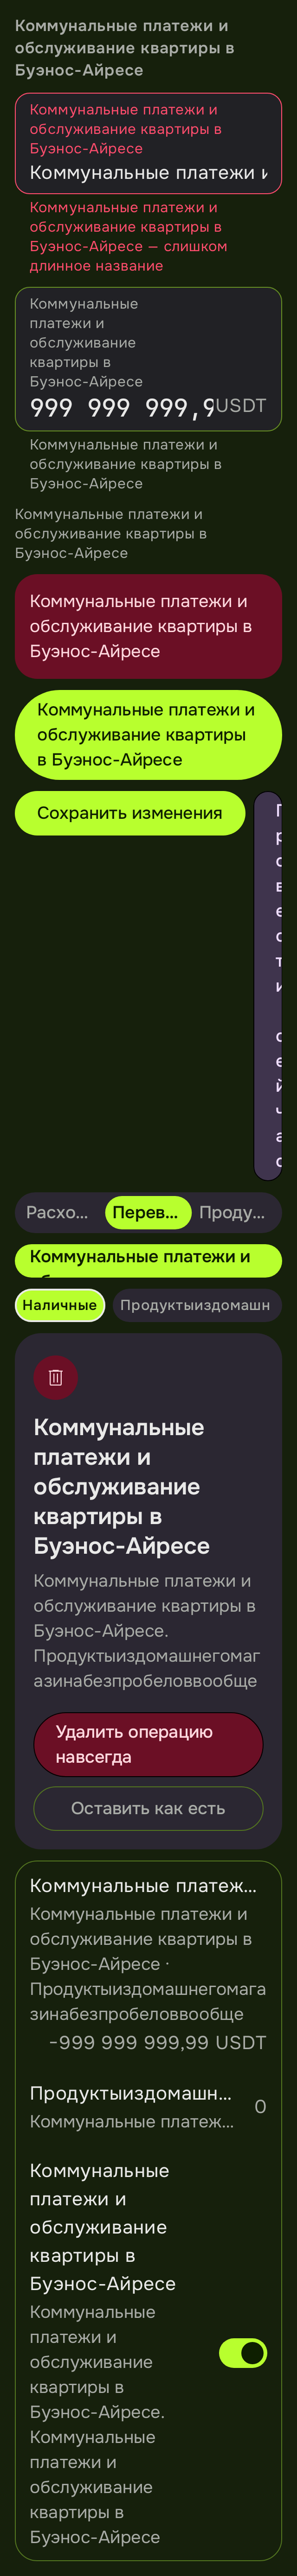 Коммунальные платежи и
обслуживание квартиры в
Буэнос-Айресе
Коммунальные платежи и
обслуживание квартиры в
Буэнос-Айресе
Коммунальные платежи и
Коммунальные платежи и
обслуживание квартиры в
Буэнос-Айресе — слишком
длинное название
Коммунальные
платежи и
обслуживание
квартиры в
Буэнос-Айресе
999 999 999,9 USDT
Коммунальные платежи и
обслуживание квартиры в
Буэнос-Айресе
Коммунальные платежи и
обслуживание квартиры в
Буэнос-Айресе
Коммунальные платежи и
обслуживание квартиры в
Буэнос-Айресе
Коммунальные платежи и
обслуживание квартиры
в Буэнос-Айресе
Сохранить изменения
Расхо... Перев... Проду...
Коммунальные платежи и
Наличные Продуктыиздомашн
Коммунальные
платежи и
обслуживание
квартиры в
Буэнос-Айресе
Коммунальные платежи и
обслуживание квартиры в
Буэнос-Айресе.
Продуктыиздомашнегомаг
азинабезпробеловвообще
Удалить операцию
навсегда
Оставить как есть
Коммунальные платеж...
Коммунальные платежи и
обслуживание квартиры в
Буэнос-Айресе ·
Продуктыиздомашнегомага
зинабезпробеловвообще
-999 999 999,99 USDT
Продуктыиздомашн...
0
Коммунальные платеж...
Коммунальные
платежи и
обслуживание
квартиры в
Буэнос-Айресе
Коммунальные
платежи и
обслуживание
квартиры в
Буэнос-Айресе.
Коммунальные
платежи и
обслуживание
квартиры в
Буэнос-Айресе